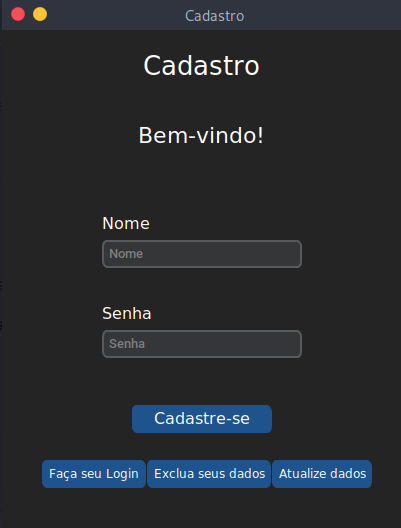 Cadastro
Cadastro
Bem-vindo!
Nome
Nome
Senha
Senha
Cadastre-se
Faça seu Login Exclua seus dados Atualize dados